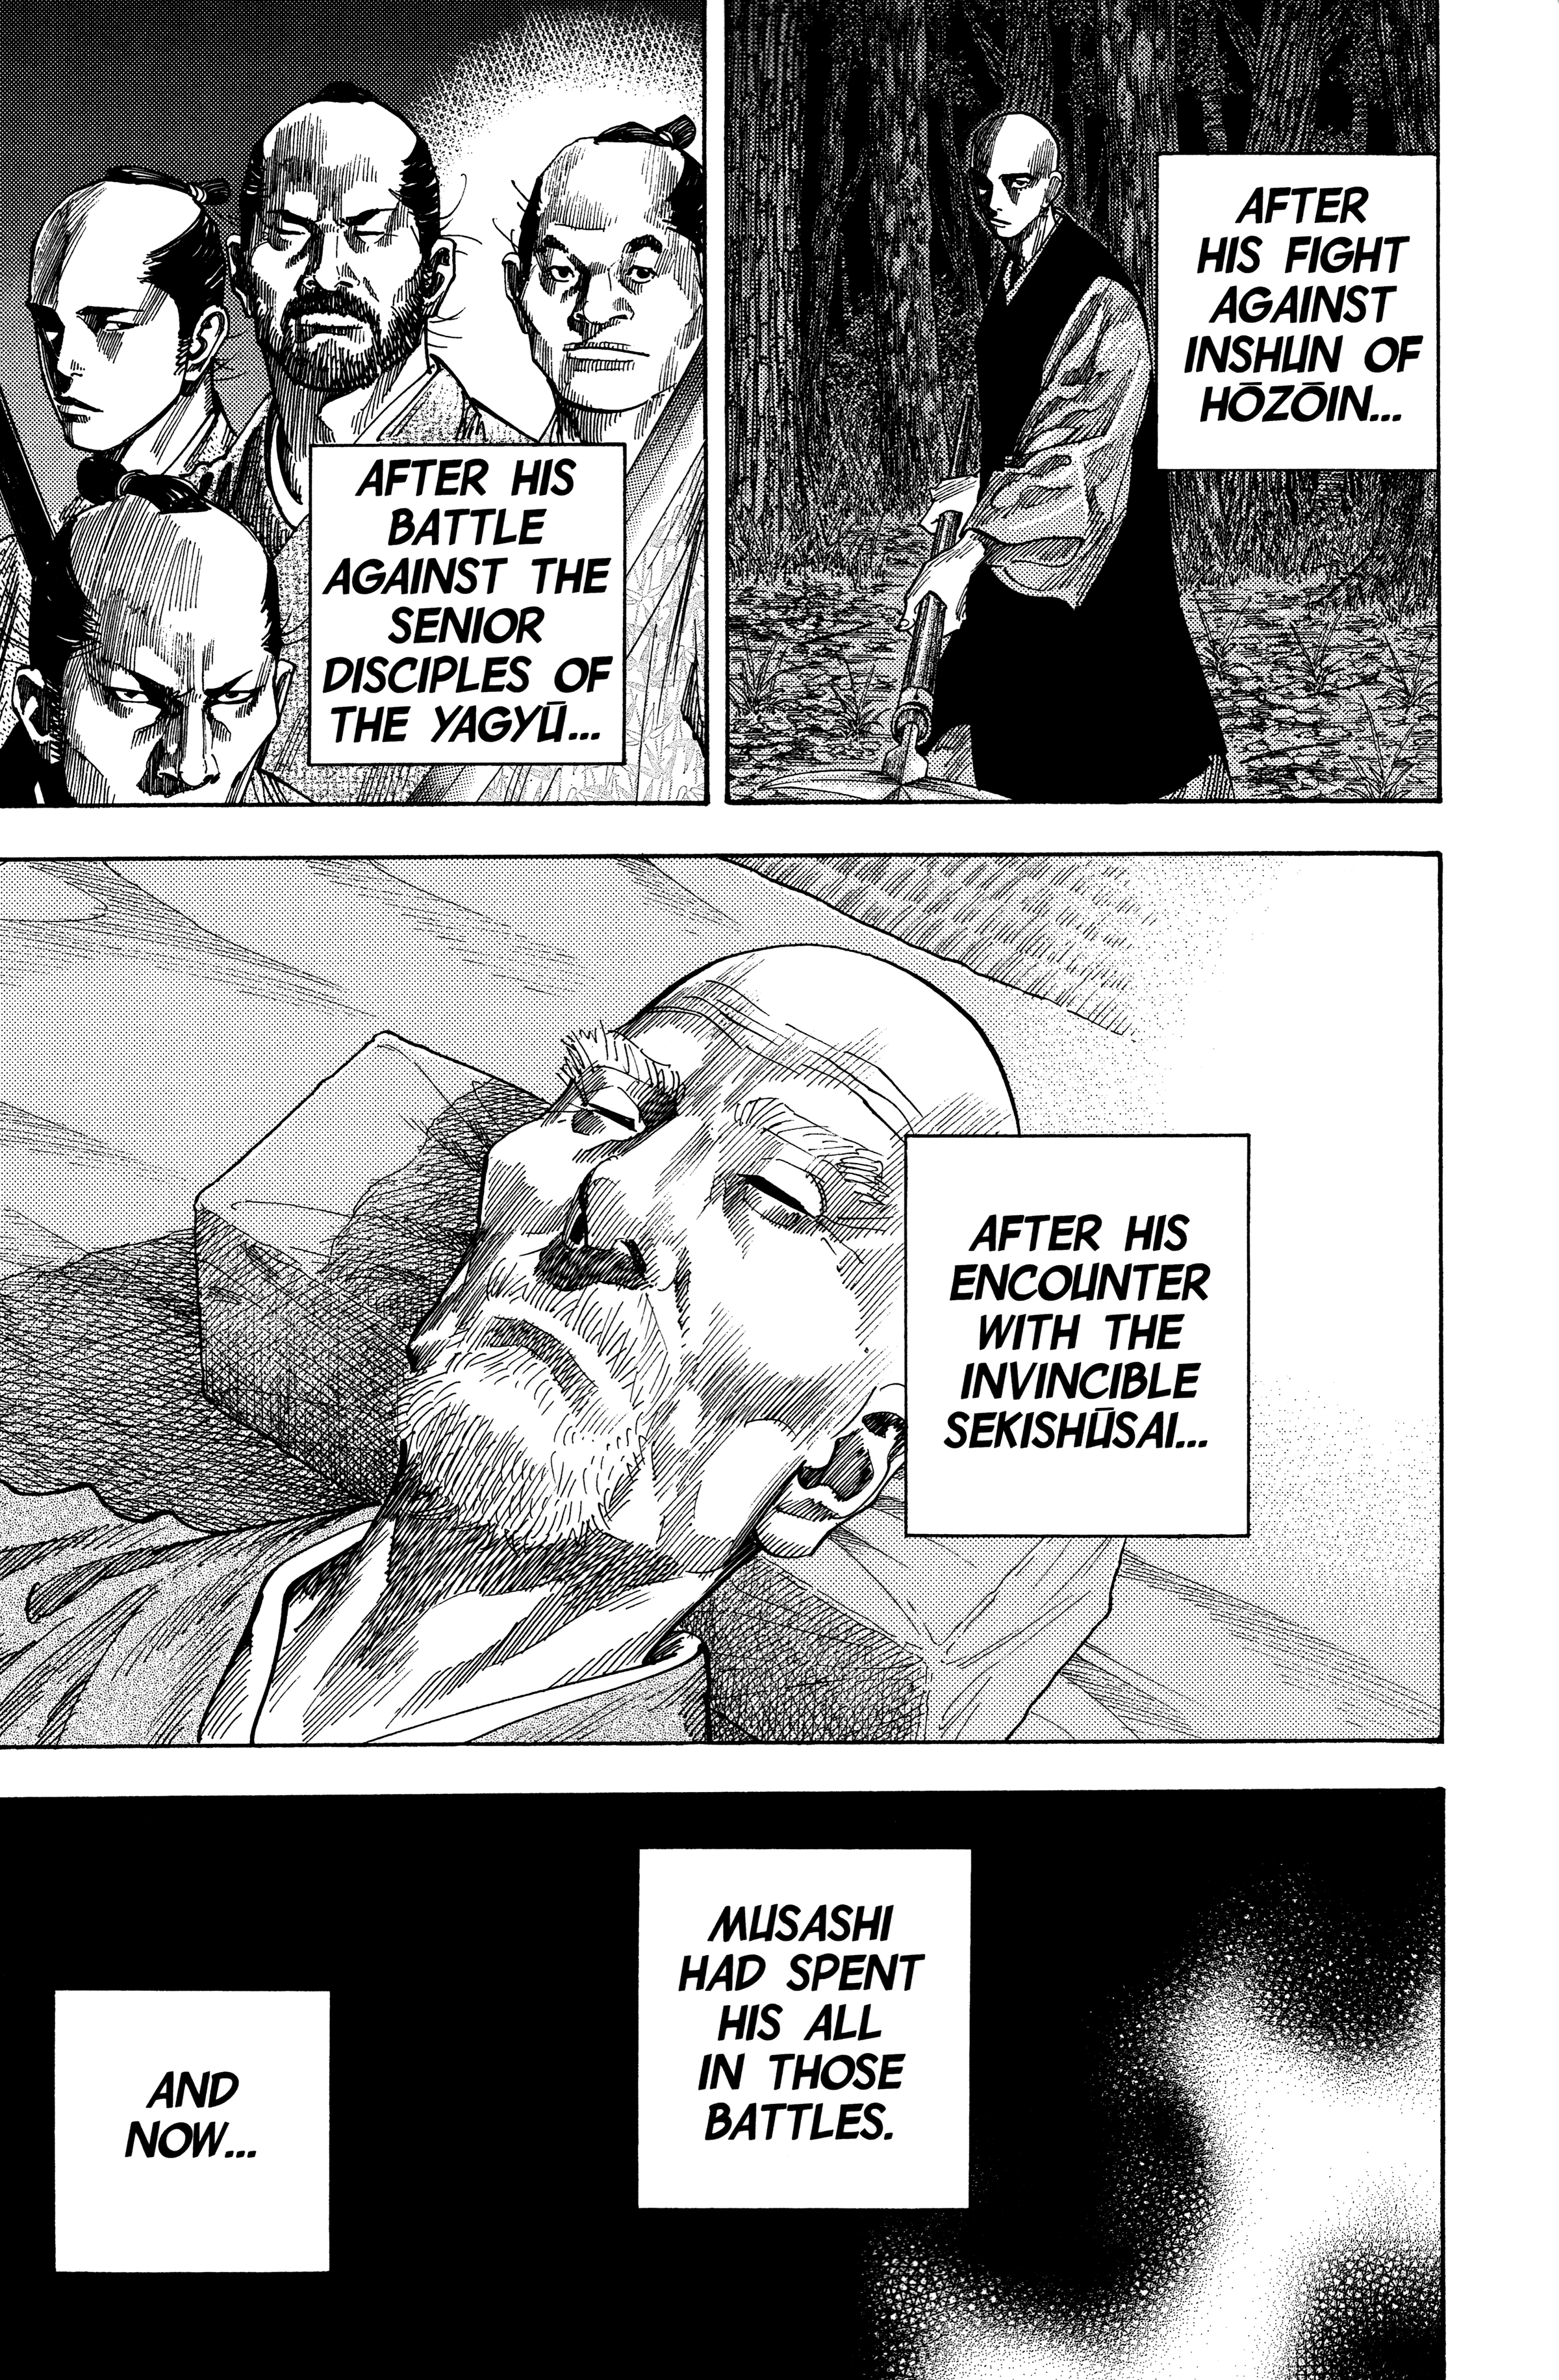 AFTER
HIS FIGHT
AGAINST
INSHUN OF
HŌZŌIN...
AFTER HIS
BATTLE
AGAINST THE
SENIOR
DISCIPLES OF
THE YAGYŪ...
AFTER HIS
ENCOUNTER
WITH THE
INVINCIBLE
SEKISHŪSAI...
MUSASHI
HAD SPENT
HIS ALL
IN THOSE
BATTLES.
AND
NOW...